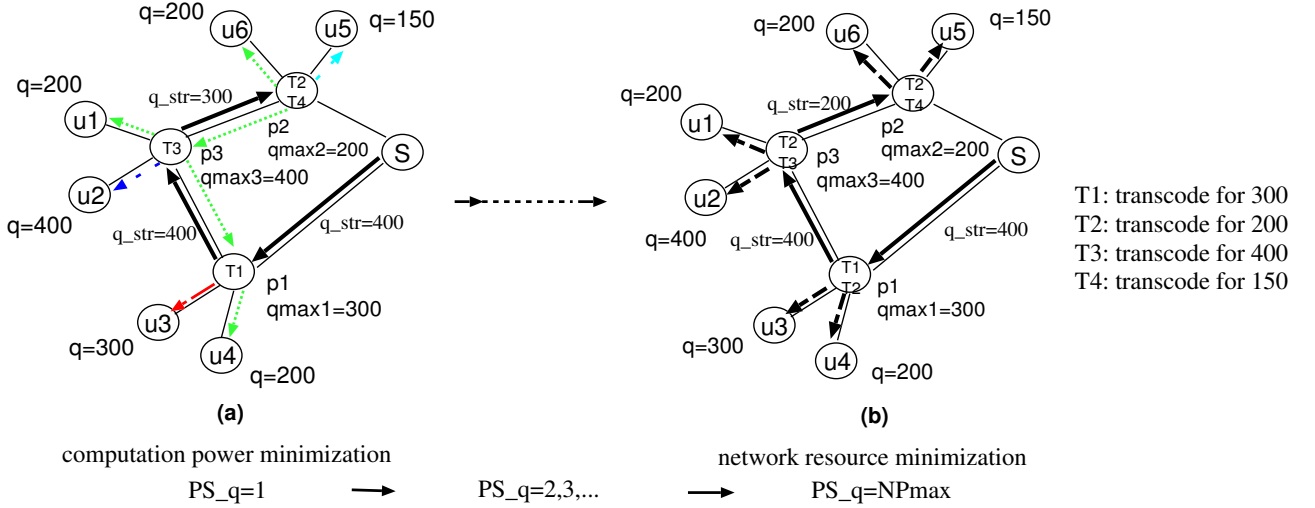 (a)
q=200
u6
u5
q=150
T2
T4
q=200
u1
q_str=300
T3
p3
p2
qmax2=200
qmax3=400
S
u2
q=400
q_str=400
q_str=400
T1
p1
qmax1=300
u3
q=300
u4
q=200
(b)
q=200
u6
u5
q=150
T2
T4
q=200
u1
q_str=200
T2
T3
p3
p2
qmax2=200
qmax3=400
S
u2
q=400
q_str=400
q_str=400
T1
T2
p1
qmax1=300
u3
q=300
u4
q=200
T1: transcode for 300
T2: transcode for 200
T3: transcode for 400
T4: transcode for 150
computation power minimization
network resource minimization
PS_q=1
PS_q=2,3,...
PS_q=NPmax